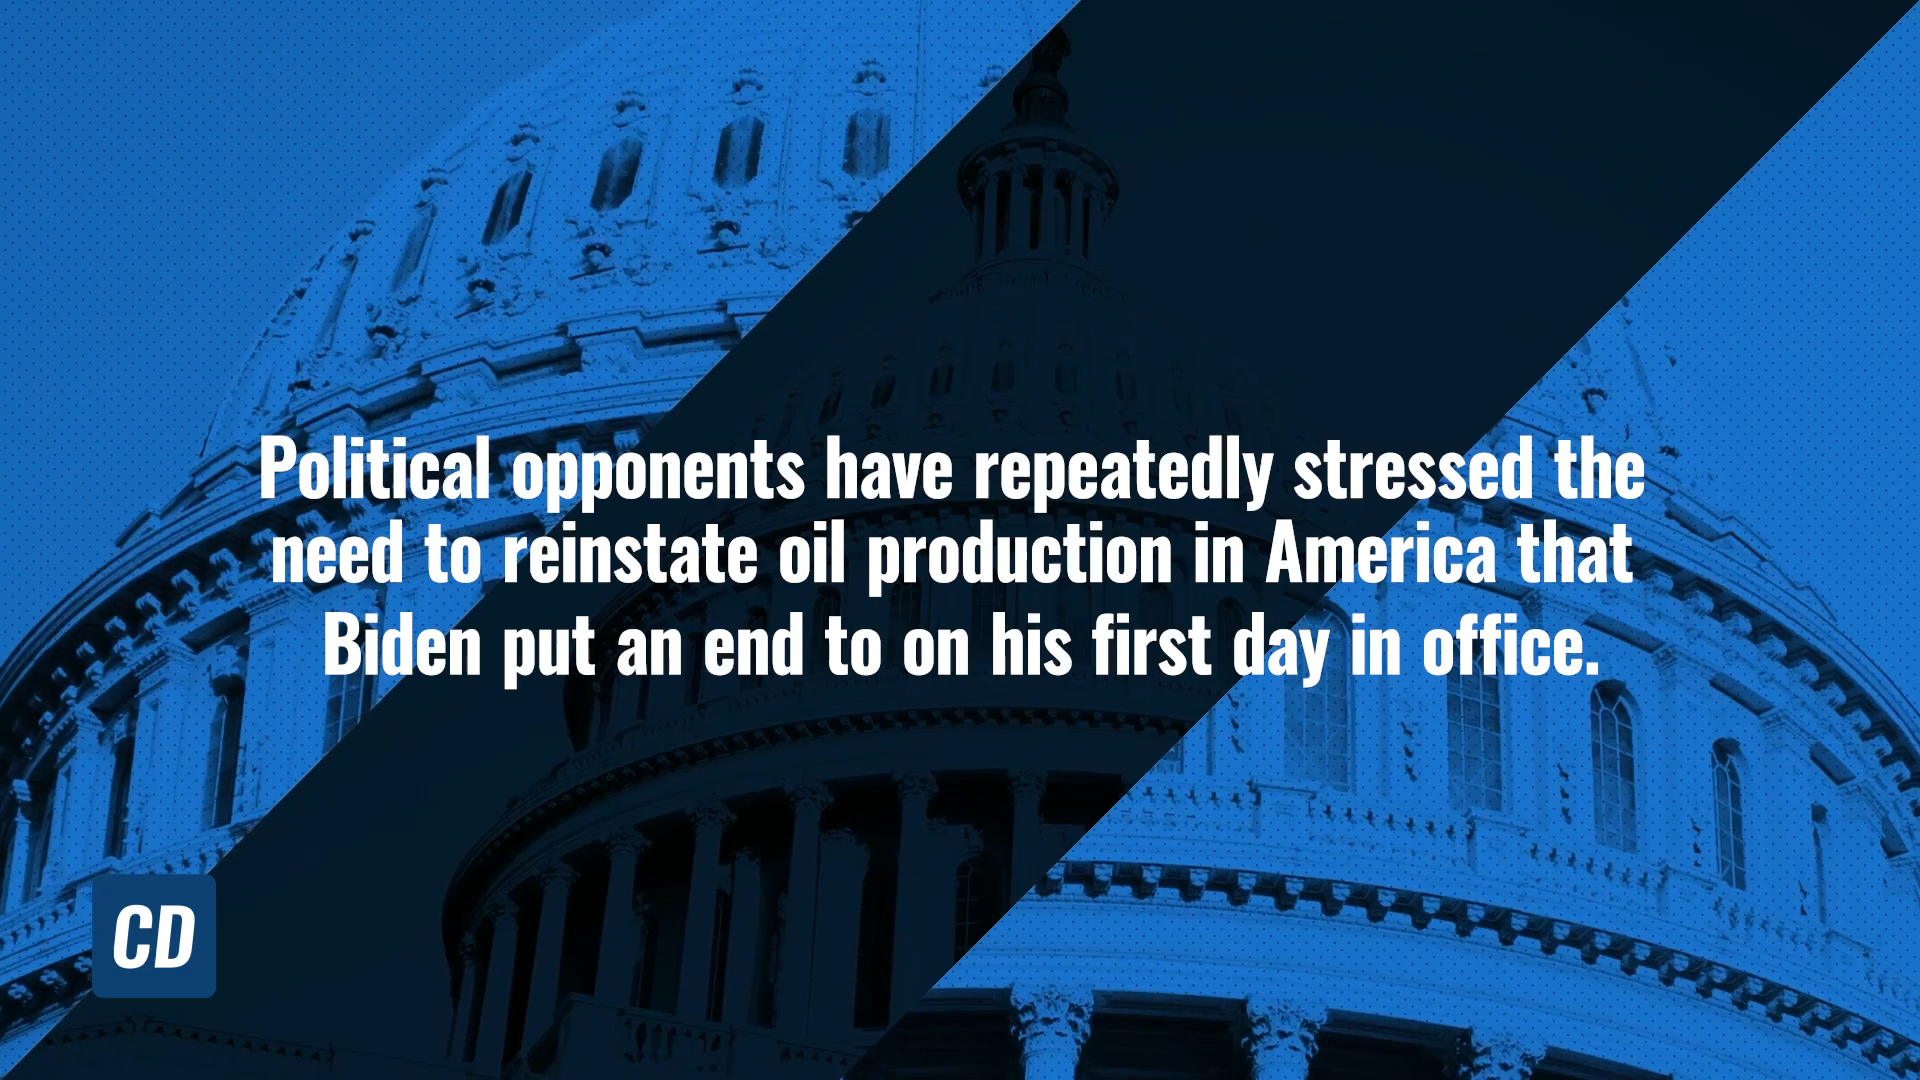 Political opponents have repeatedly stressed the
need to reinstate oil production in America that
Biden put an end to on his first day in office.
CD